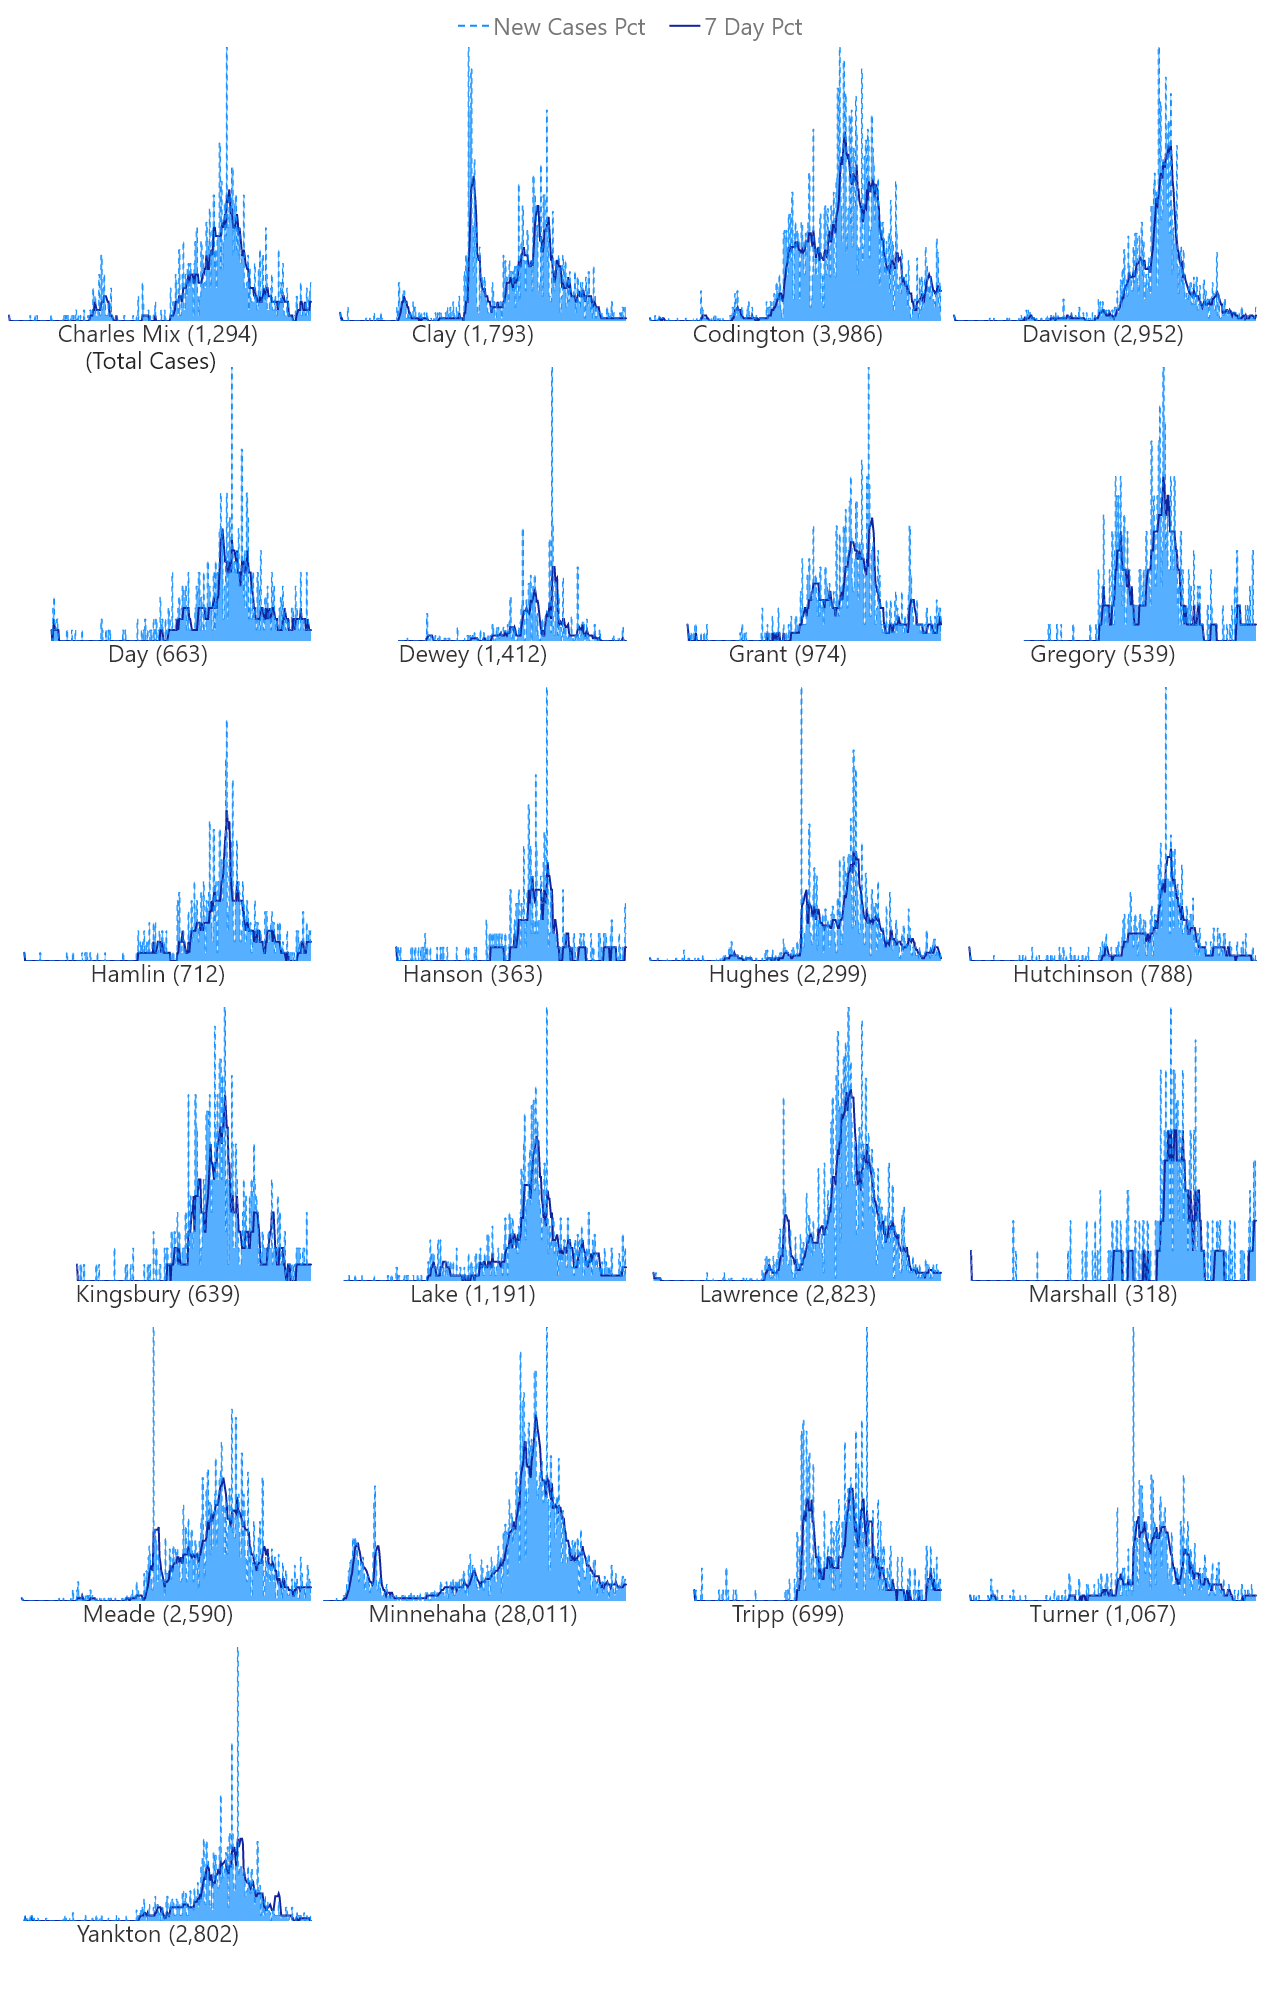 New Cases Pct 7 Day Pct
Charles Mix (1,294) Clay (1,793) Codington (3,986) Davison (2,952)
(Total Cases)
Day (663) Dewey (1,412) Grant (974) Gregory (539)
Hamlin (712) Hanson (363) Hughes (2,299) Hutchinson (788)
Kingsbury (639) Lake (1,191) Lawrence (2,823) Marshall (318)
Meade (2,590) Minnehaha (28,011) Tripp (699) Turner (1,067)
Yankton (2,802)